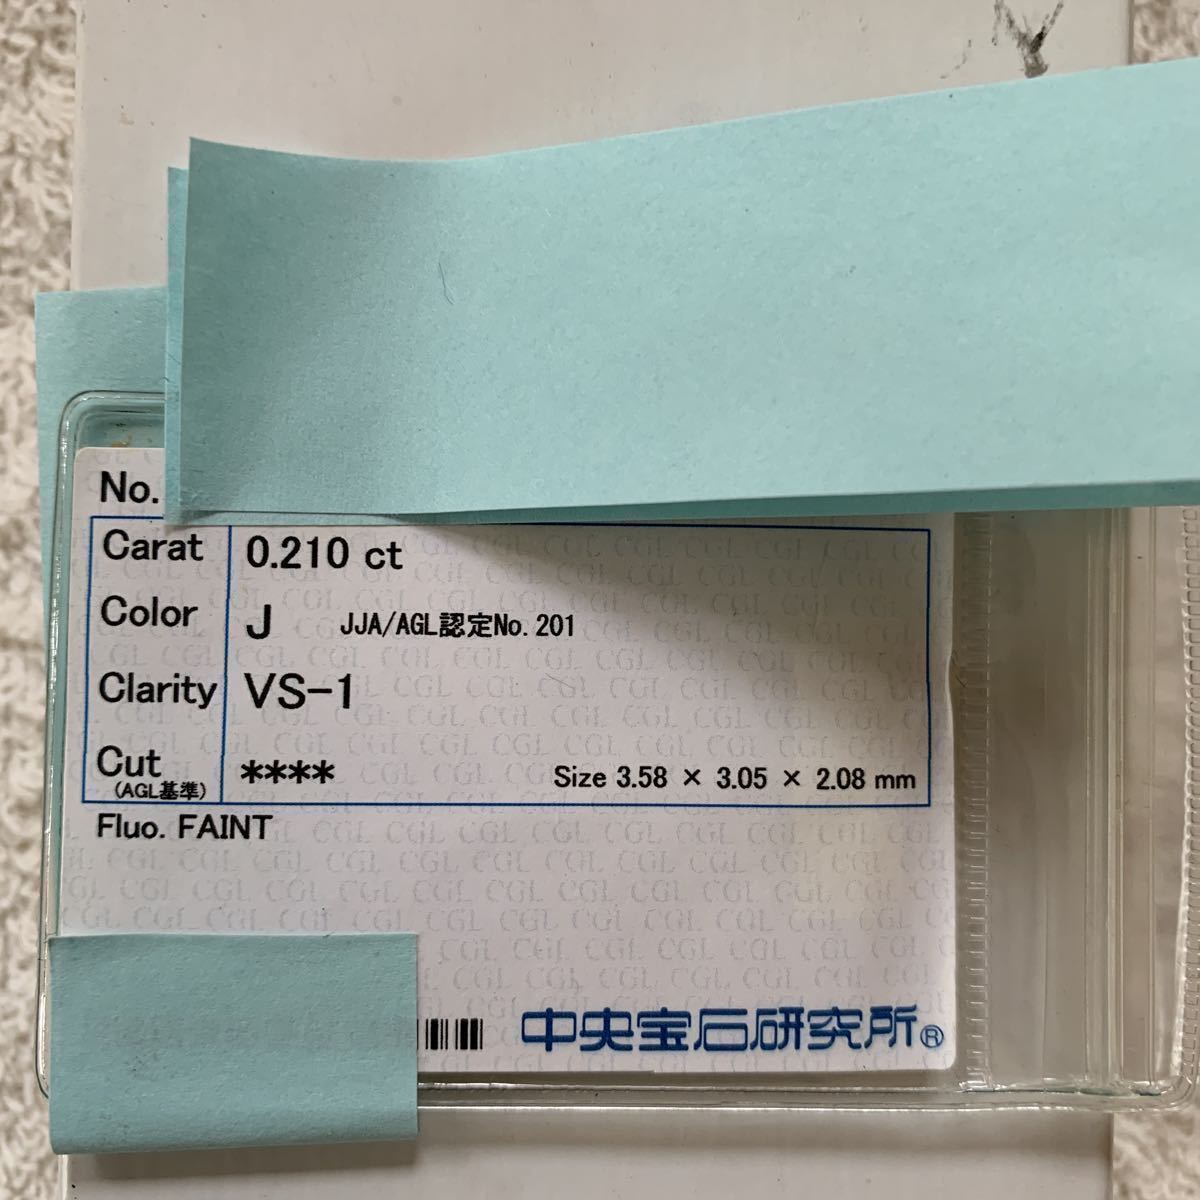 No.
Carat 0.210 ct
Color J JJA/AGL認定No.201
Clarity VS-1
Cut (AGL基準) **** Size 3.58 × 3.05 × 2.08 mm
Fluo. FAINT
中央宝石研究所®